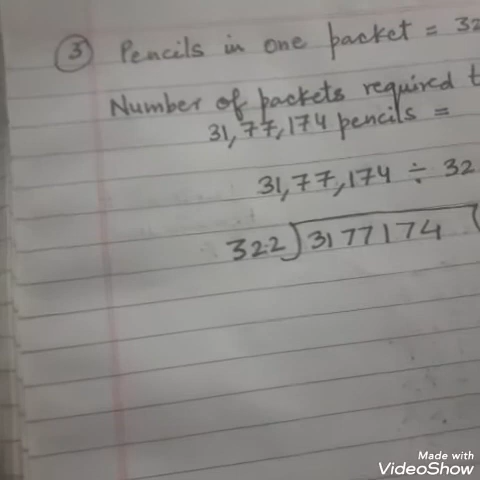 3 Pencils in one packet = 32
Number of packets required t
31,77,174 pencils =
31,77,174 ÷ 32
322)3177174(
Made with
VideoShow